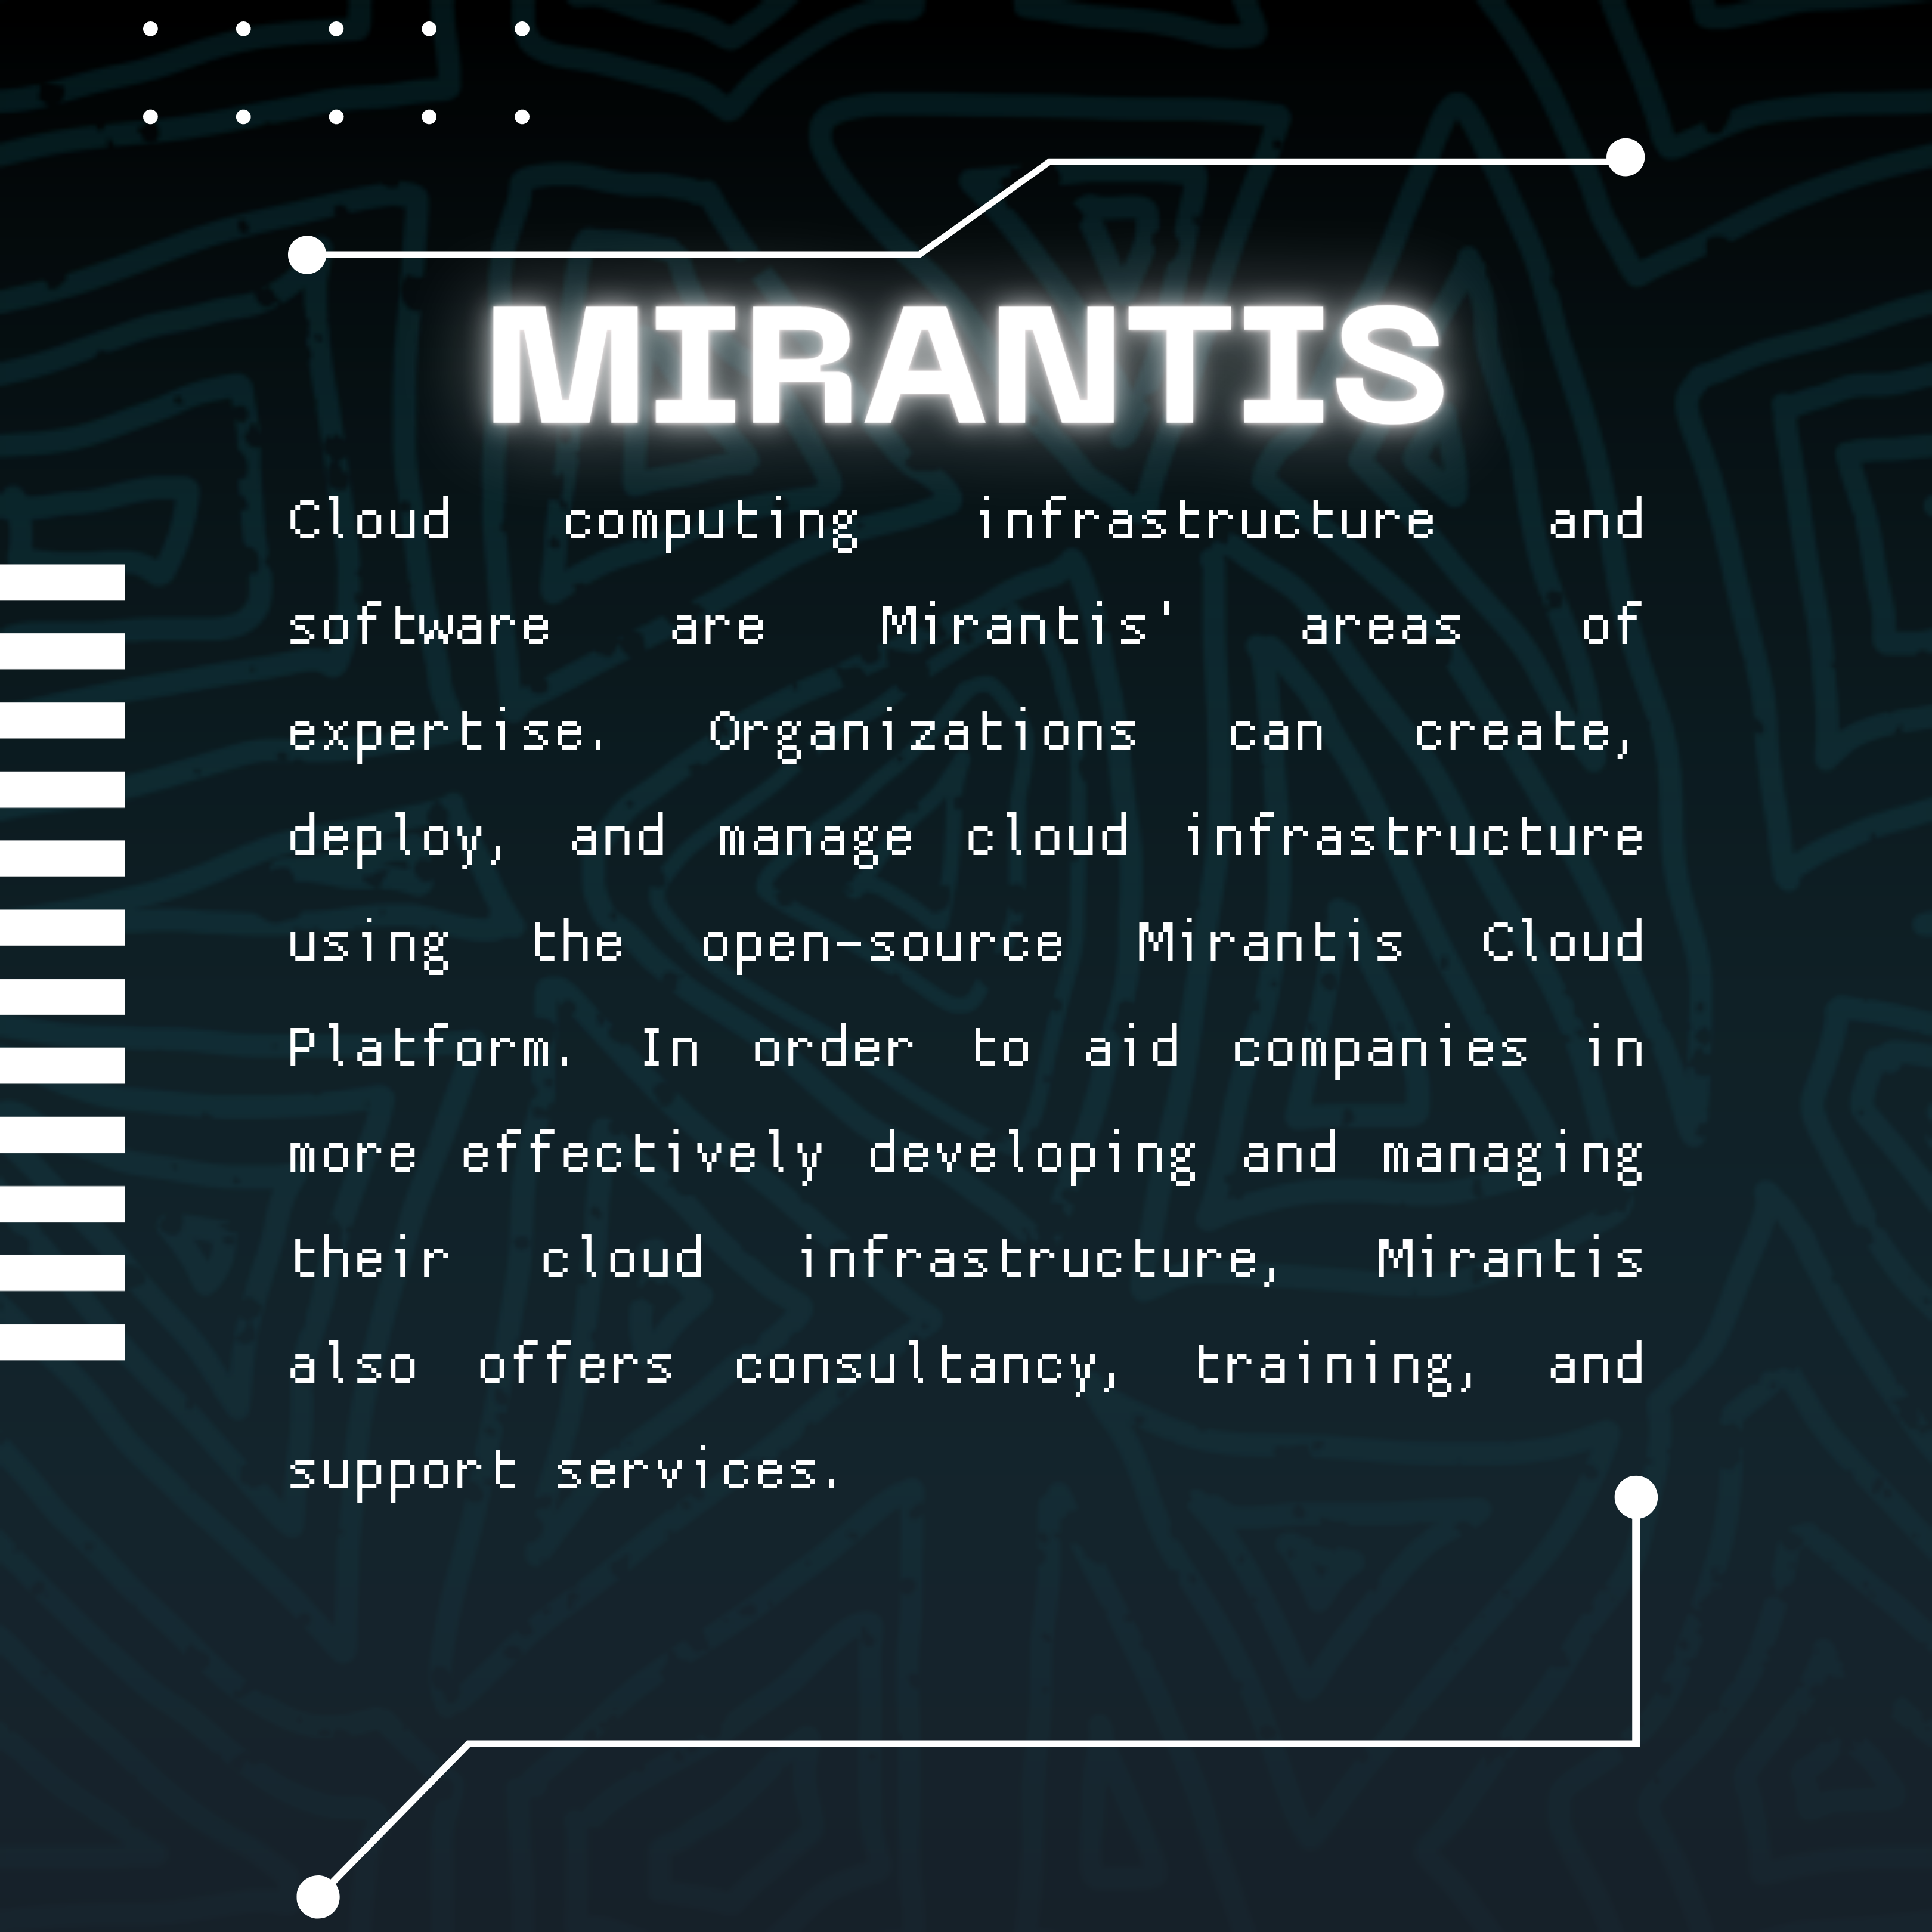 MIRANTIS
Cloud computing infrastructure and
software are Mirantis' areas of
expertise. Organizations can create,
deploy, and manage cloud infrastructure
using the open-source Mirantis Cloud
Platform. In order to aid companies in
more effectively developing and managing
their cloud infrastructure, Mirantis
also offers consultancy, training, and
support services.